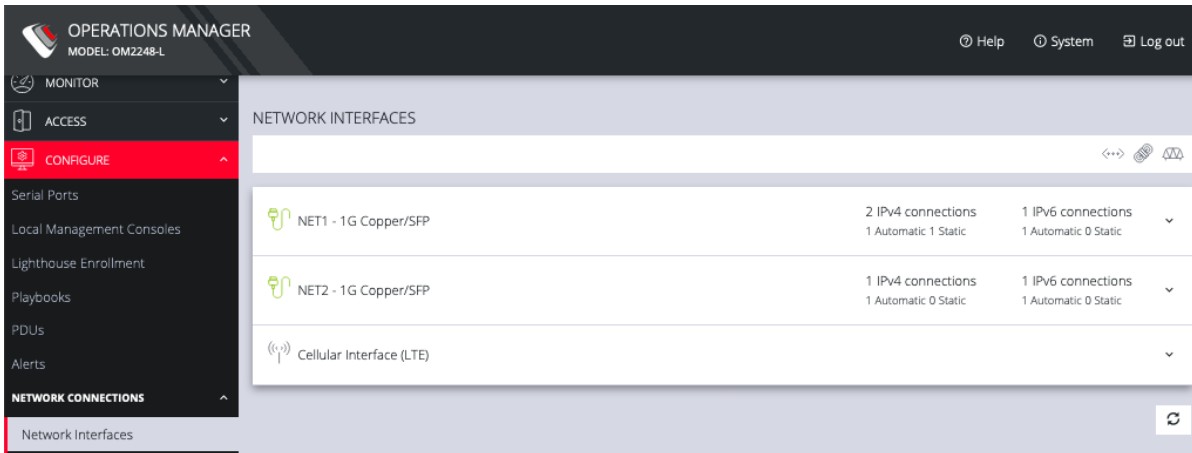 OPERATIONS MANAGER
MODEL: OM2248-L
Help
System
Log out
MONITOR
ACCESS
CONFIGURE
Serial Ports
Local Management Consoles
Lighthouse Enrollment
Playbooks
PDUs
Alerts
NETWORK CONNECTIONS
Network Interfaces
NETWORK INTERFACES
NET1 - 1G Copper/SFP
2 IPv4 connections
1 Automatic 1 Static
1 IPv6 connections
1 Automatic 0 Static
NET2 - 1G Copper/SFP
1 IPv4 connections
1 Automatic 0 Static
1 IPv6 connections
1 Automatic 0 Static
Cellular Interface (LTE)